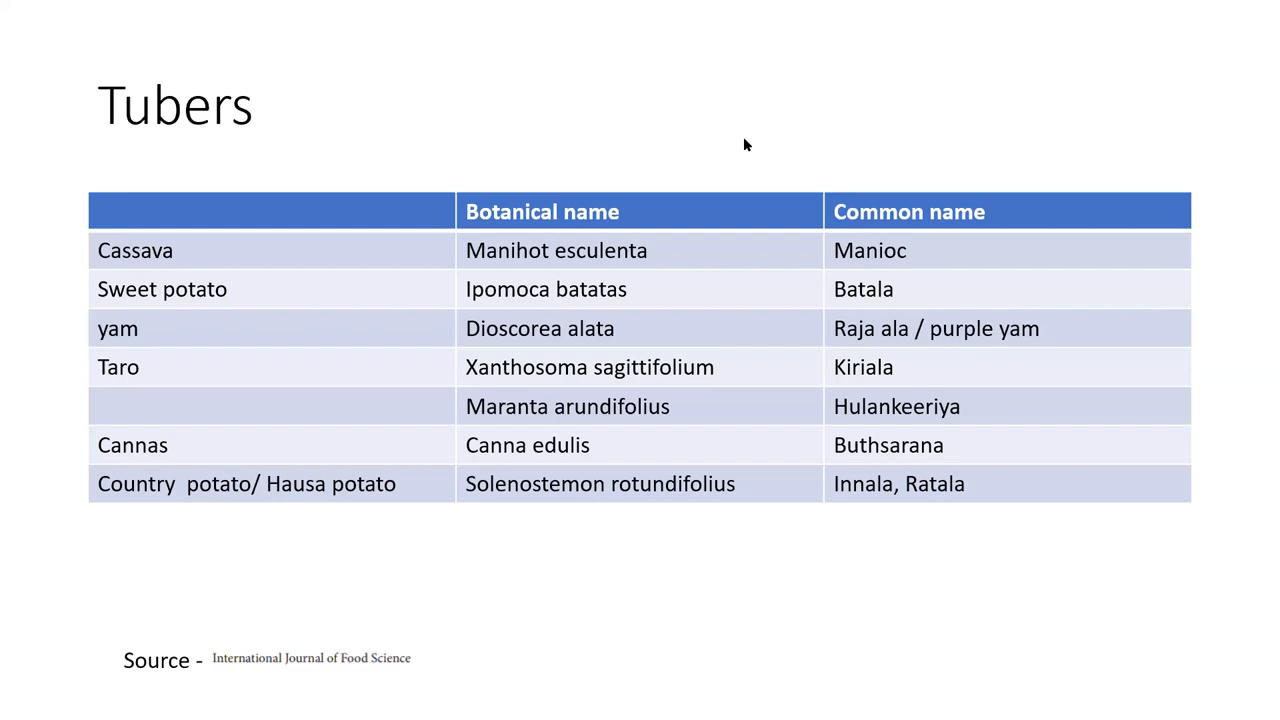 Tubers
Botanical name Common name
Cassava Manihot esculenta Manioc
Sweet potato Ipomoca batatas Batala
yam Dioscorea alata Raja ala / purple yam
Taro Xanthosoma sagittifolium Kiriala
Maranta arundifolius Hulankeeriya
Cannas Canna edulis Buthsarana
Country potato/ Hausa potato Solenostemon rotundifolius Innala, Ratala
Source - International Journal of Food Science